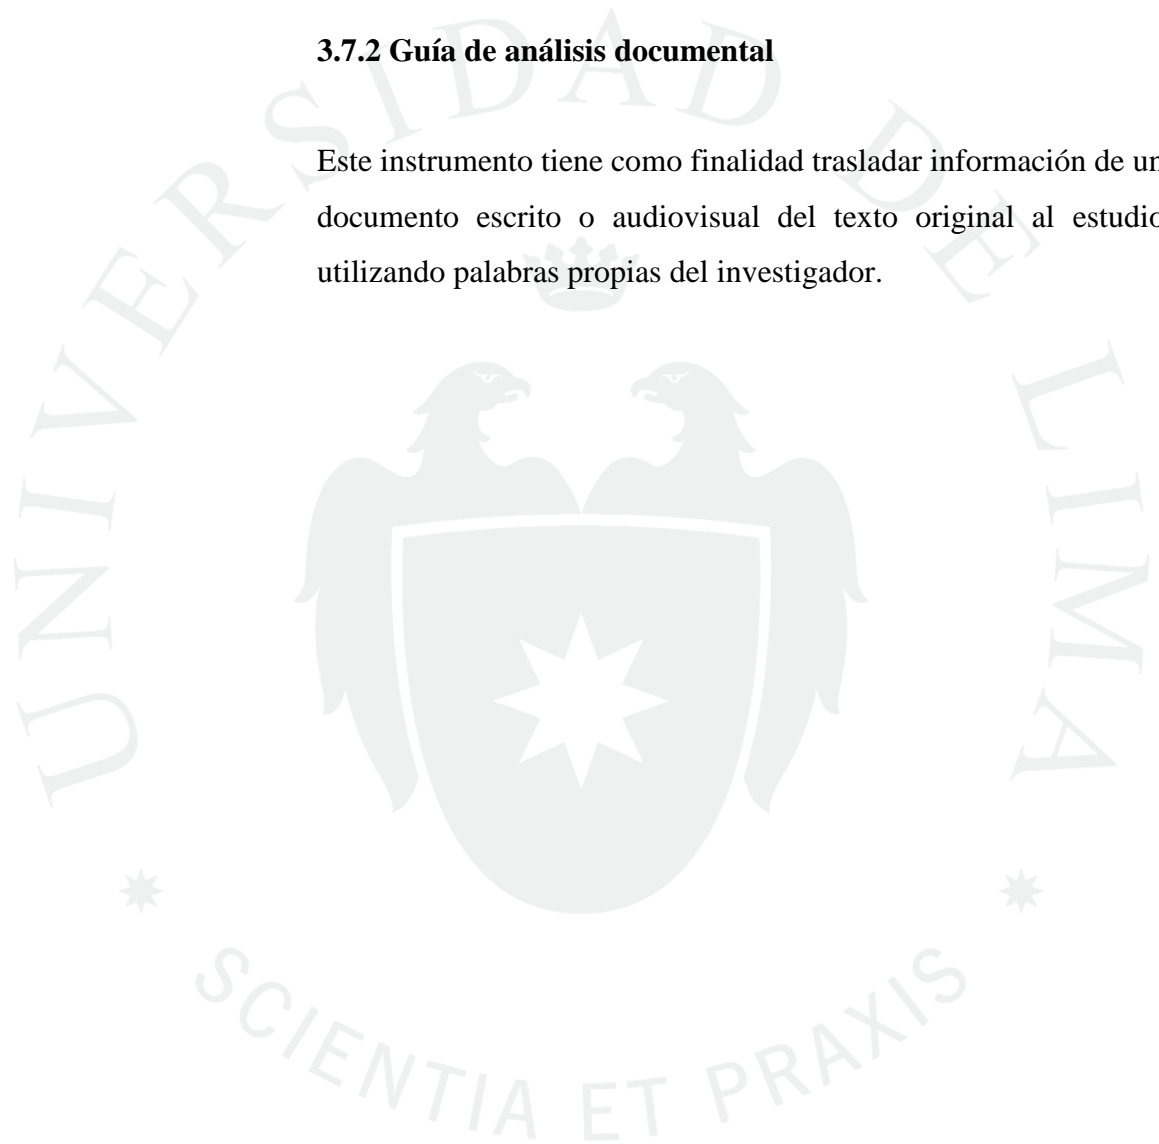 3.7.2 Guía de análisis documental
Este instrumento tiene como finalidad trasladar información de un
documento escrito o audiovisual del texto original al estudio
utilizando palabras propias del investigador.
UNIVERSIDAD DE LIMA
SCIENTIA ET PRAXIS